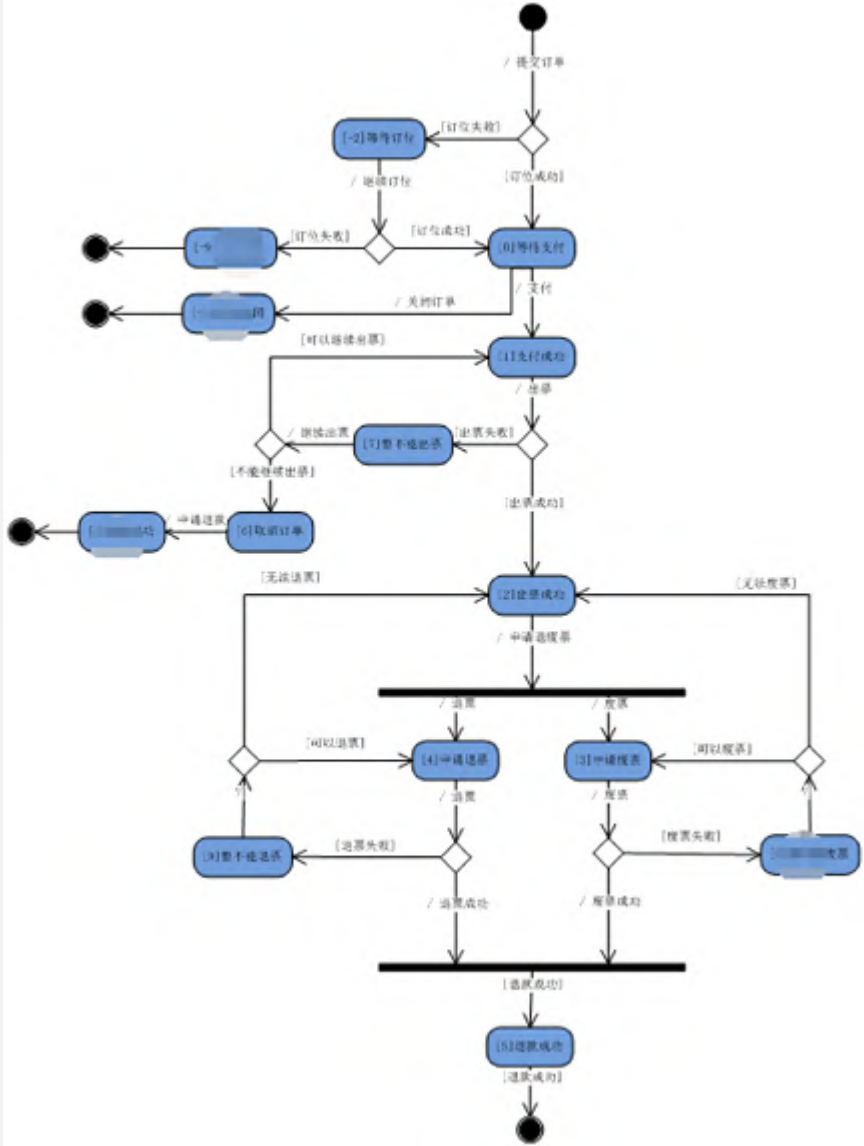 / 提交订单
[订位失败]
[-2]等待订位
[订位成功]
/ 继续订位
[订位失败]
[订位成功]
[-9
[0]等待支付
/ 支付
/ 关闭订单
[-
[可以继续出票]
[1]支付成功
/ 出票
/ 继续出票
[7]暂不能出票
[出票失败]
[不能继续出票]
[出票成功]
/ 申请退款
[6]取消订单
[无法退票]
[无法废票]
[2]出票成功
/ 申请退废票
/ 退票
/ 废票
[可以退票]
[4]申请退票
[3]申请废票
[可以废票]
/ 退票
/ 废票
[9]暂不能退票
[退票失败]
[废票失败]
废票
/ 退票成功
/ 废票成功
[退款成功]
[5]退款成功
[退款成功]